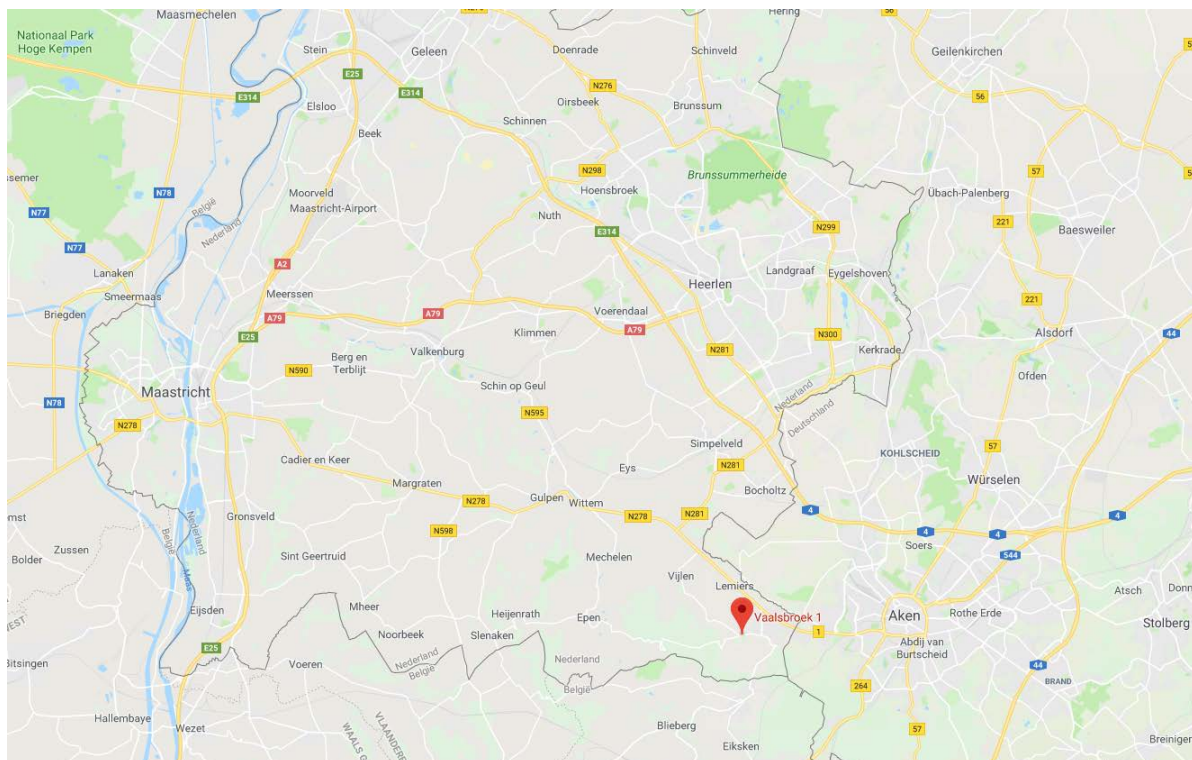 Maasmechelen
N276
Hering
56
Nationaal Park
Hoge Kempen
Stein
Geleen
Doenrade
Schinveld
Geilenkirchen
E25
E314
E314
N276
56
Elsloo
Oirsbeek
Brunssum
Schinnen
Beek
57
N298
Brunssummerheide
N78
Moorveld
Maastricht-Airport
Hoensbroek
Übach-Palenberg
N77
België
Nederland
Nuth
E314
N299
221
Baesweiler
N77
A2
Lanaken
Landgraaf
Eygelshoven
Heerlen
Smeermaas
Meerssen
221
Briegden
A79
A79
Voerendaal
A79
Klimmen
N300
Alsdorf
44
E25
Valkenburg
N281
Kerkrade
Berg en
Terblijt
N590
Ofden
Maastricht
Schin op Geul
N78
Nederland
Deutschland
N278
N595
Simpelveld
57
KOHLSCHEID
Cadier en Keer
Eys
N281
Würselen
Margraten
Bocholtz
N278
Gulpen
Wittem
Gronsveld
N278
N281
4
4
België
Nederland
N598
4
4
Soers
Zussen
Bolder
Sint Geertruid
Mechelen
S44
Maas
Vijlen
Lemiers
Atsch
Eijsden
Mheer
Heijenrath
Epen
Vaalsbroek 1
Aken
Rothe Erde
Stolberg
Noorbeek
Slenaken
1
Abdij van
Burtscheid
E25
Nederland
België
Nederland
België
Voeren
44
BRAND
264
Hallembaye
Wezet
Blieberg
57
Eiksken